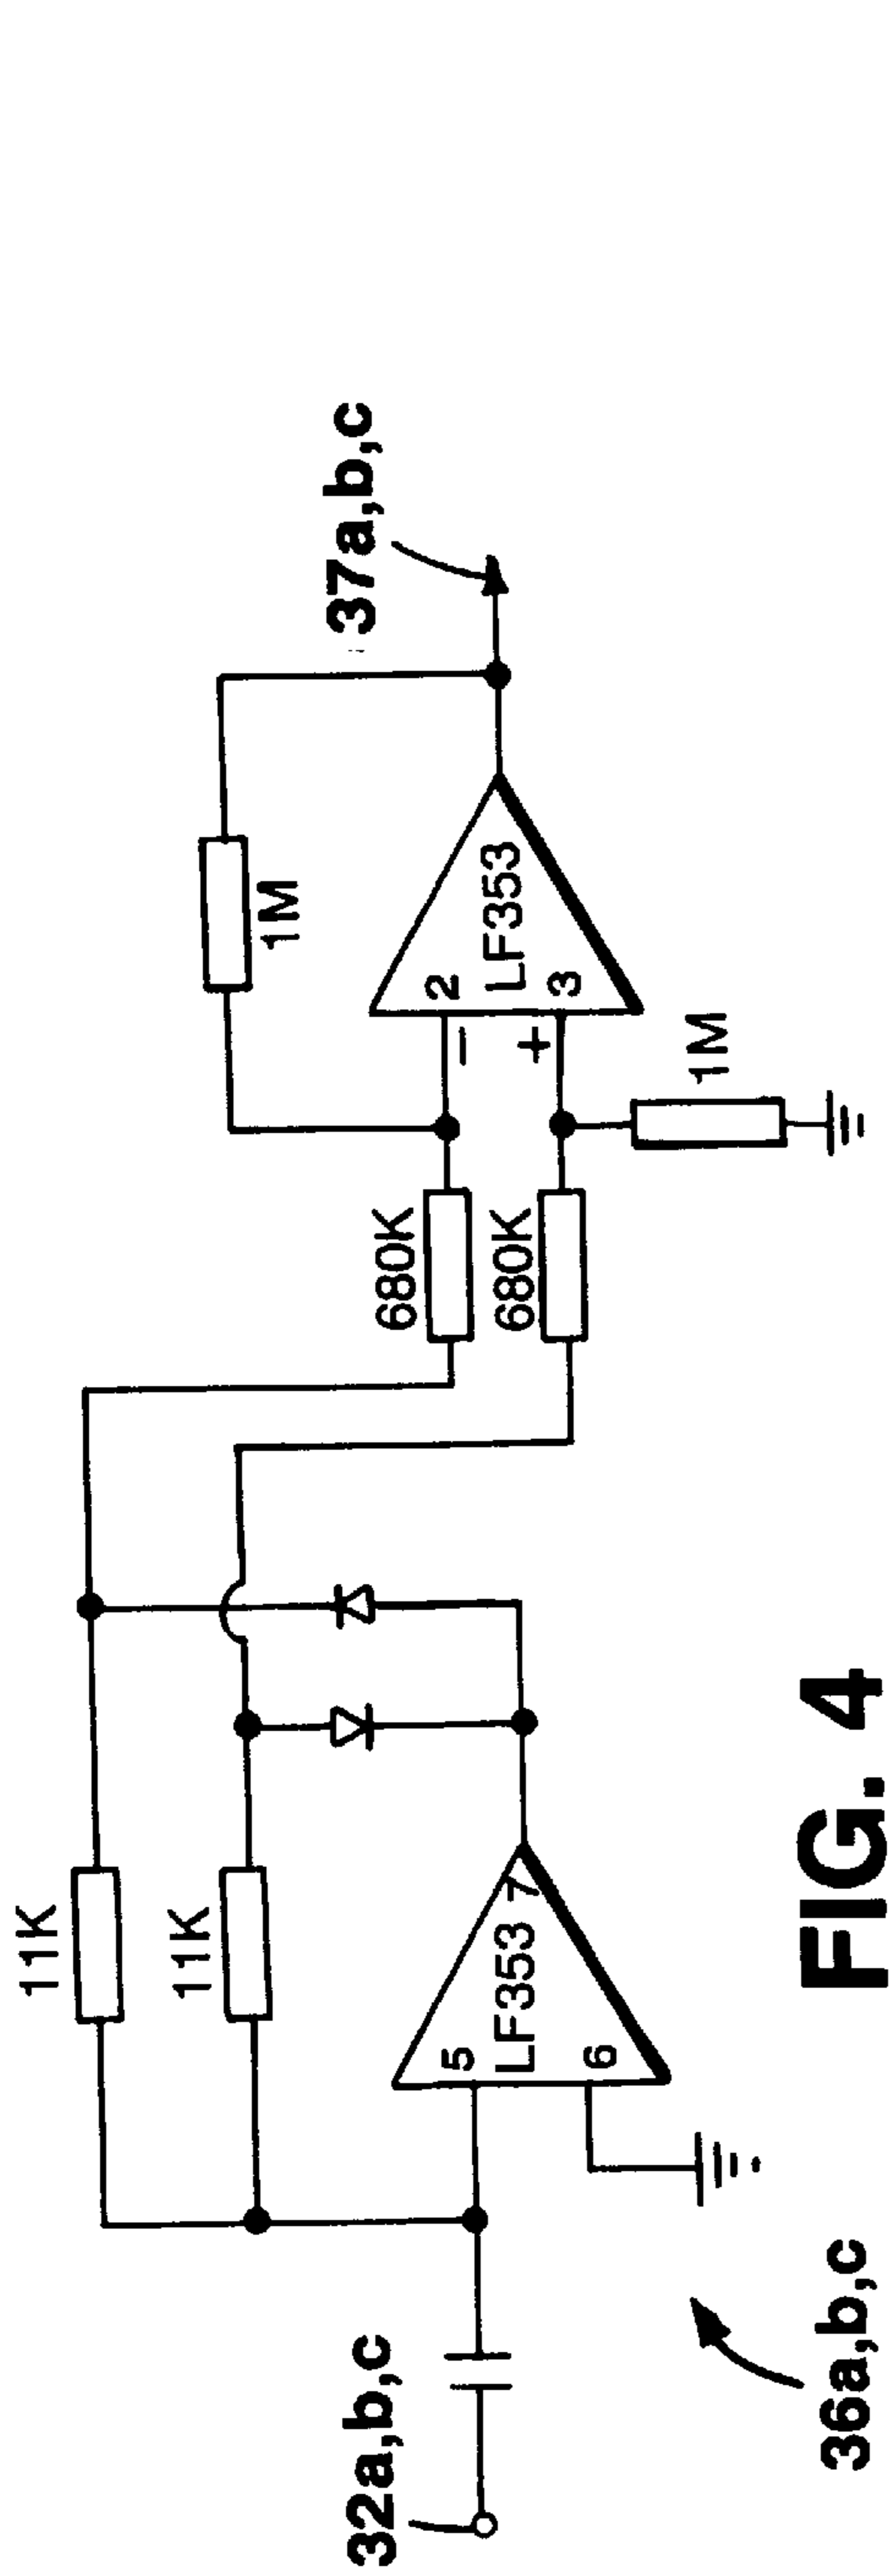 32a,b,c
11K
11K
5
LF353
7
6
680K
680K
1M
2
−
LF353
+
3
1M
37a,b,c
36a,b,c
FIG. 4